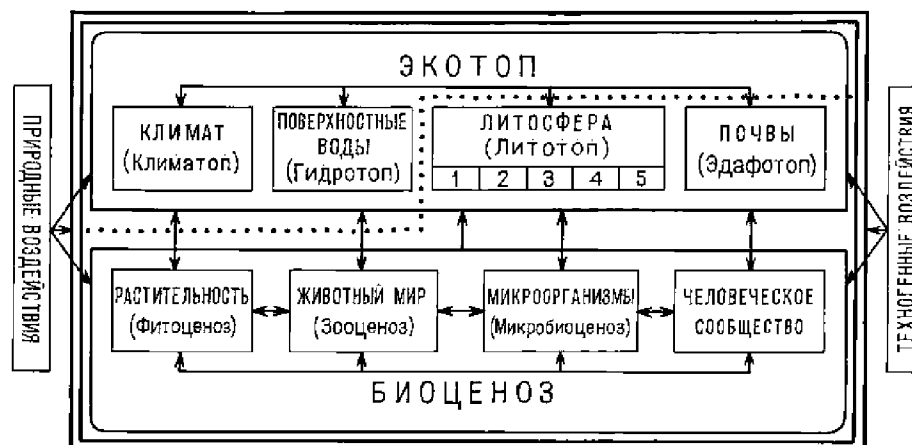 ЭКОТОП
КЛИМАТ
(Климатоп)
ПОВЕРХНОСТНЫЕ
ВОДЫ
(Гидротоп)
ЛИТОСФЕРА
(Литотоп)
1 2 3 4 5
ПОЧВЫ
(Эдафотоп)
ПРИРОДНЫЕ ВОЗДЕЙСТВИЯ
ТЕХНОГЕННЫЕ ВОЗДЕЙСТВИЯ
РАСТИТЕЛЬНОСТЬ
(Фитоценоз)
ЖИВОТНЫЙ МИР
(Зооценоз)
МИКРООРГАНИЗМЫ
(Микробиоценоз)
ЧЕЛОВЕЧЕСКОЕ
СООБЩЕСТВО
БИОЦЕНОЗ